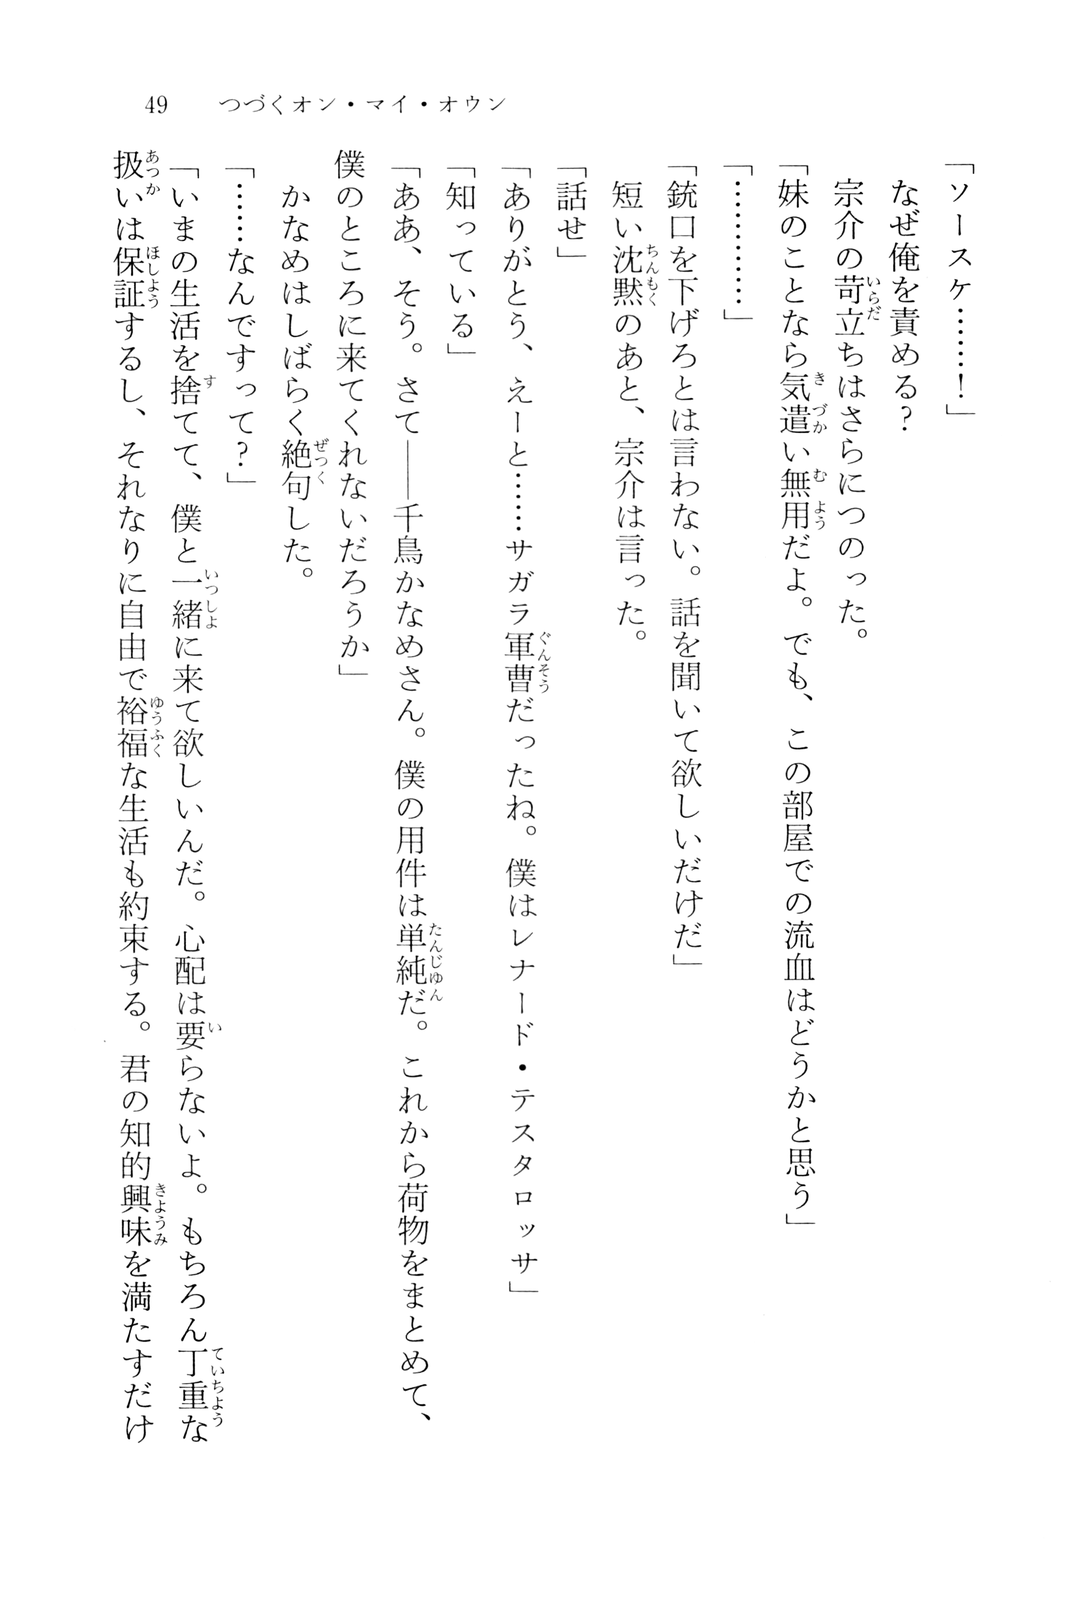 49 つづくオン・マイ・オウン
「ソースケ……！」
なぜ俺を責める？
宗介の苛立ちはさらにつのった。
「妹のことなら気遣い無用だよ。でも、この部屋での流血はどうかと思う」
「…………」
「銃口を下げろとは言わない。話を聞いて欲しいだけだ」
短い沈黙のあと、宗介は言った。
「話せ」
「ありがとう、えーと……サガラ軍曹だったね。僕はレナード・テスタロッサ」
「知っている」
「ああ、そう。さて——千鳥かなめさん。僕の用件は単純だ。これから荷物をまとめて、
僕のところに来てくれないだろうか」
かなめはしばらく絶句した。
「……なんですって？」
「いまの生活を捨てて、僕と一緒に来て欲しいんだ。心配は要らないよ。もちろん丁重な
扱いは保証するし、それなりに自由で裕福な生活も約束する。君の知的興味を満たすだけ